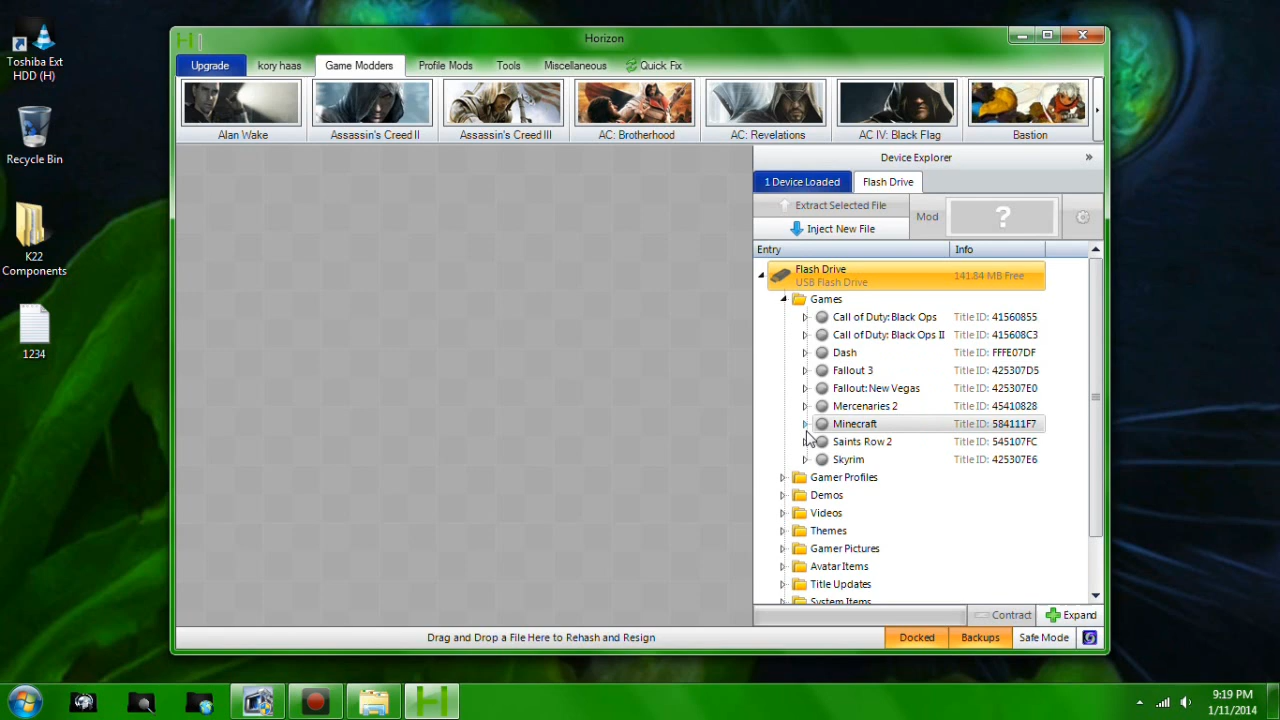 Toshiba Ext
HDD (H)
Recycle Bin
K22
Components
1234
Horizon
Upgrade
kory haas
Game Modders
Profile Mods
Tools
Miscellaneous
Quick Fix
Alan Wake
Assassin's Creed II
Assassin's Creed III
AC: Brotherhood
AC: Revelations
AC IV: Black Flag
Bastion
Device Explorer
»
1 Device Loaded
Flash Drive
Extract Selected File
Inject New File
Mod
?
Entry
Info
Flash Drive
USB Flash Drive
141.84 MB Free
Games
Call of Duty: Black Ops Title ID: 41560855
Call of Duty: Black Ops II Title ID: 415608C3
Dash Title ID: FFFE07DF
Fallout 3 Title ID: 425307D5
Fallout: New Vegas Title ID: 425307E0
Mercenaries 2 Title ID: 45410828
Minecraft Title ID: 584111F7
Saints Row 2 Title ID: 545107FC
Skyrim Title ID: 425307E6
Gamer Profiles
Demos
Videos
Themes
Gamer Pictures
Avatar Items
Title Updates
System Items
Contract
Expand
Drag and Drop a File Here to Rehash and Resign
Docked
Backups
Safe Mode
9:19 PM
1/11/2014